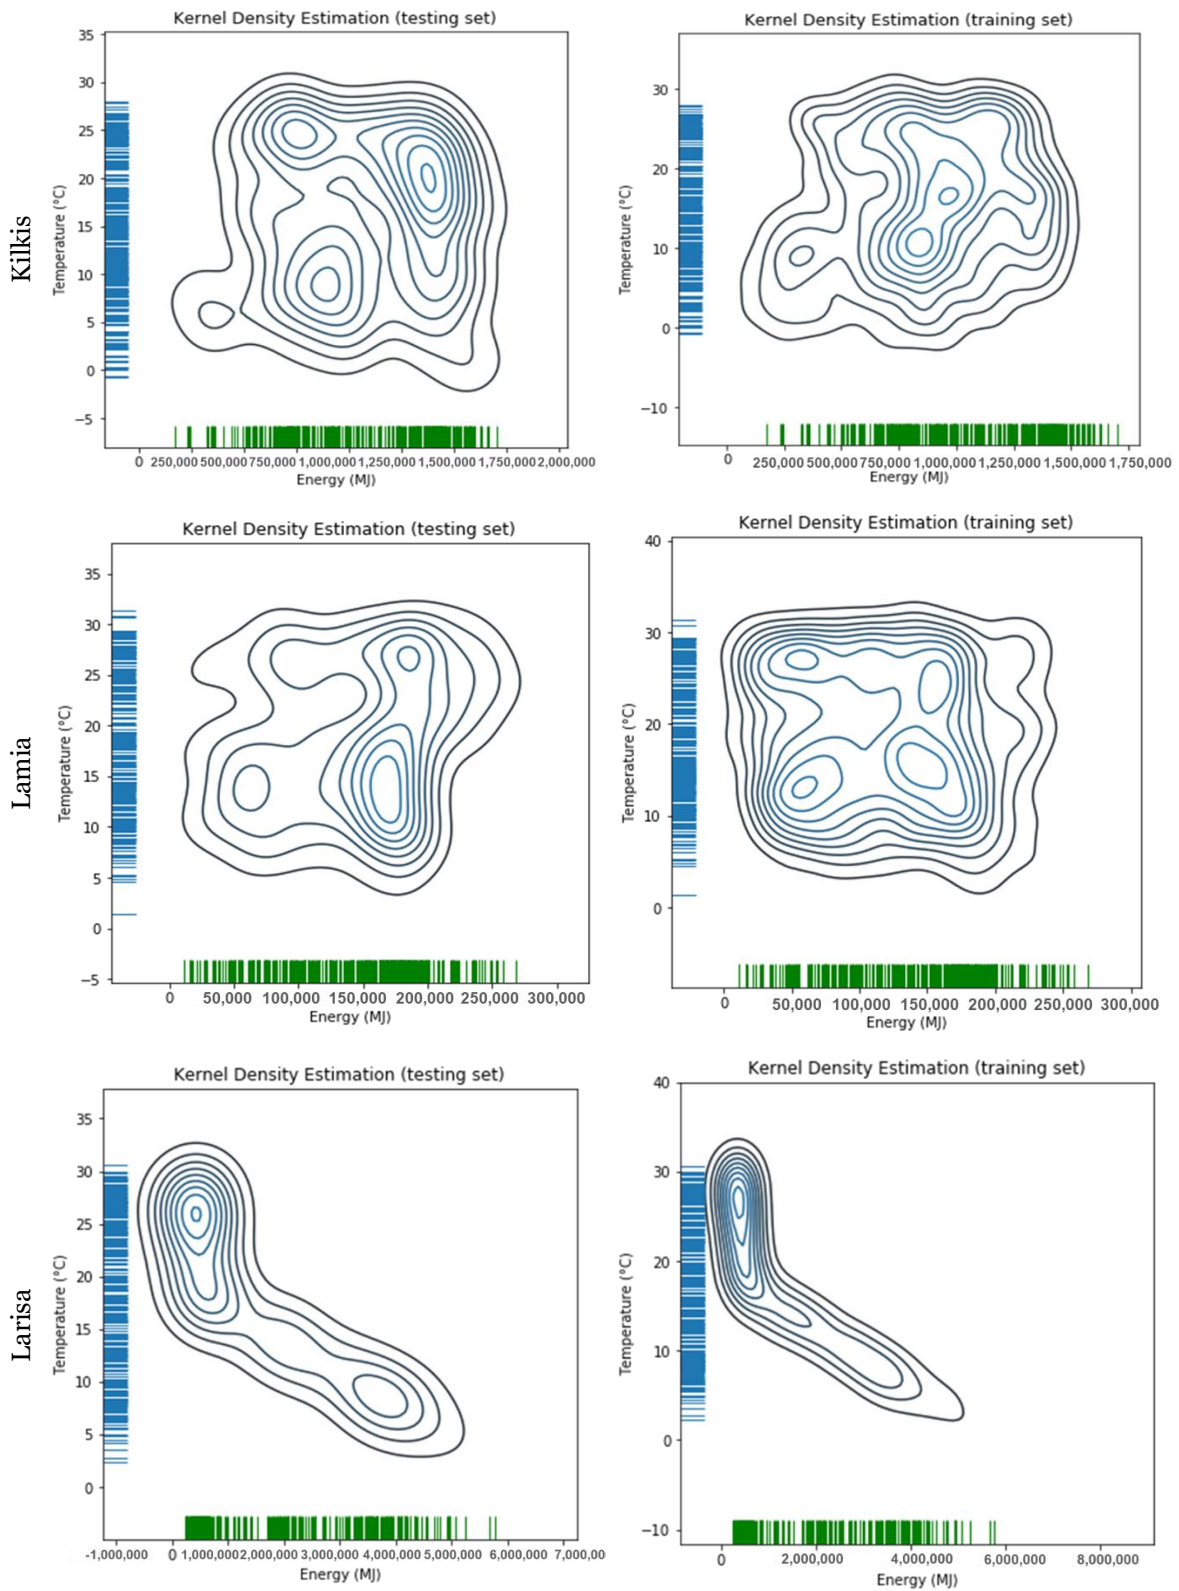 Kilkis
Kernel Density Estimation (testing set)
35
30
25
20
15
10
5
0
−5
Temperature (°C)
0 250,000 500,000 750,000 1,000,000 1,250,000 1,500,000 1,750,000 2,000,000
Energy (MJ)
Kernel Density Estimation (training set)
30
20
10
0
−10
Temperature (°C)
0 250,000 500,000 750,000 1,000,000 1,250,000 1,500,000 1,750,000
Energy (MJ)
Lamia
Kernel Density Estimation (testing set)
35
30
25
20
15
10
5
0
−5
Temperature (°C)
0 50,000 100,000 150,000 200,000 250,000 300,000
Energy (MJ)
Kernel Density Estimation (training set)
40
30
20
10
0
Temperature (°C)
0 50,000 100,000 150,000 200,000 250,000 300,000
Energy (MJ)
Larisa
Kernel Density Estimation (testing set)
35
30
25
20
15
10
5
0
Temperature (°C)
-1,000,000 0 1,000,000 2,000,000 3,000,000 4,000,000 5,000,000 6,000,000 7,000,00
Energy (MJ)
Kernel Density Estimation (training set)
40
30
20
10
0
−10
Temperature (°C)
0 2,000,000 4,000,000 6,000,000 8,000,000
Energy (MJ)